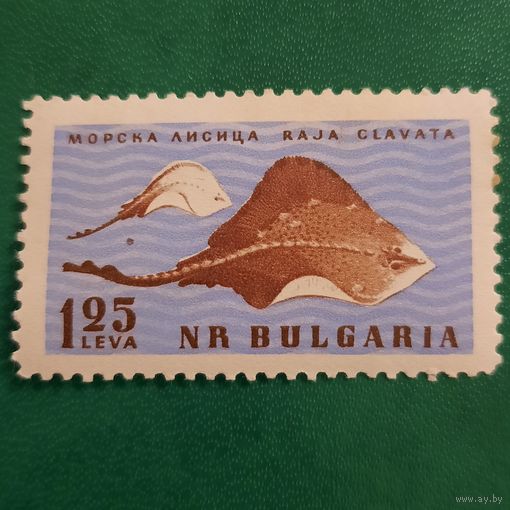 МОРСКА ЛИСИЦА RAJA CLAVATA
1 25 LEVA
NR BULGARIA
www.ay.by